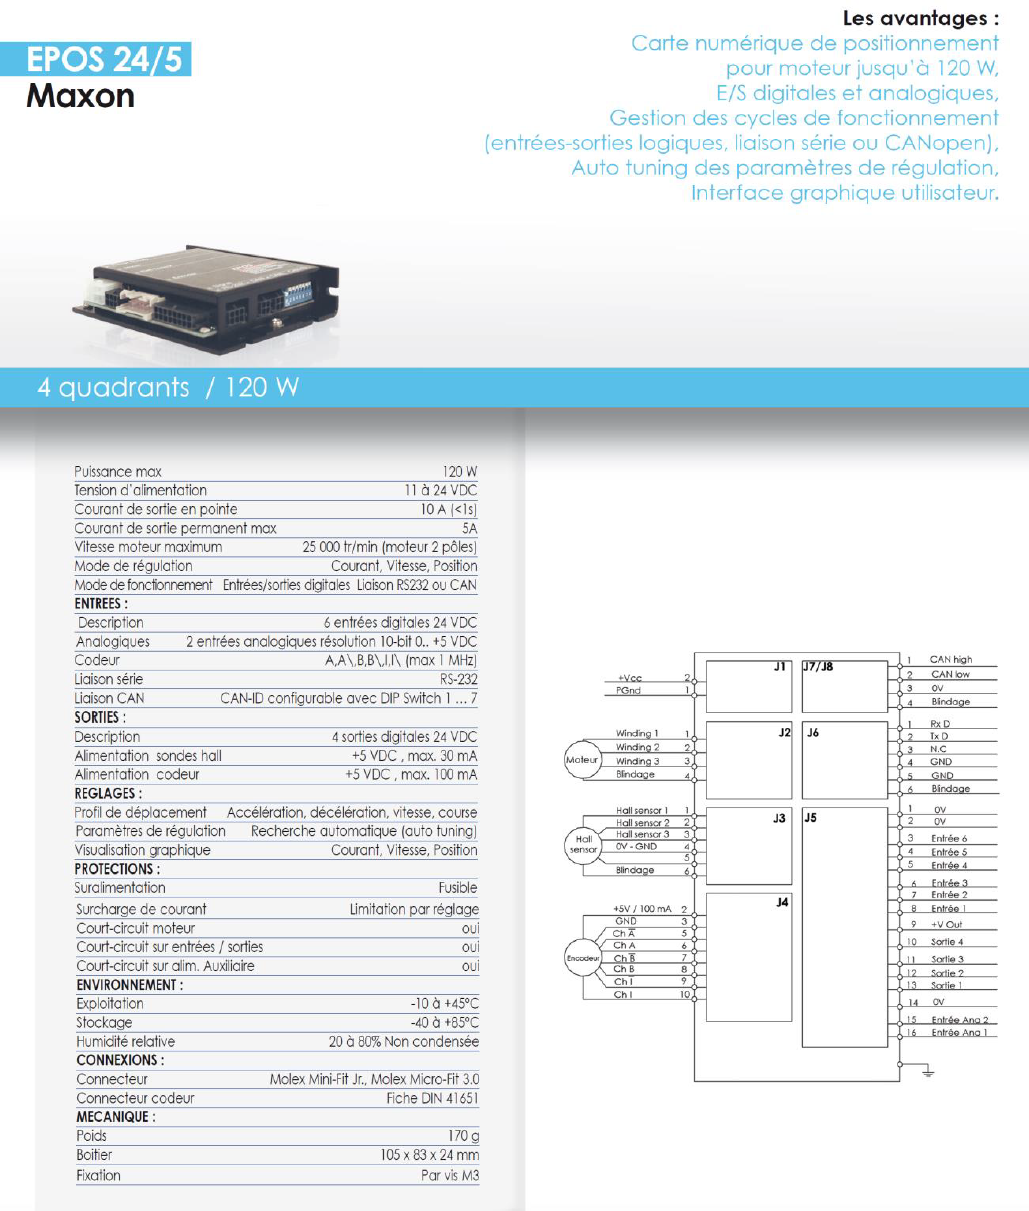 Les avantages :
EPOS 24/5
Maxon
Carte numérique de positionnement
pour moteur jusqu'à 120 W,
E/S digitales et analogiques,
Gestion des cycles de fonctionnement
(entrées-sorties logiques, liaison série ou CANopen),
Auto tuning des paramètres de régulation,
Interface graphique utilisateur.
4 quadrants / 120 W
Puissance max 120 W
Tension d'alimentation 11 à 24 VDC
Courant de sortie en pointe 10 A (<1s)
Courant de sortie permanent max 5A
Vitesse moteur maximum 25 000 tr/min (moteur 2 pôles)
Mode de régulation Courant, Vitesse, Position
Mode de fonctionnement Entrées/sorties digitales Liaison RS232 ou CAN
ENTREES :
Description 6 entrées digitales 24 VDC
Analogiques 2 entrées analogiques résolution 10-bit 0.. +5 VDC
Codeur A,A\,B,B\,I,I\ (max 1 MHz)
Liaison série RS-232
Liaison CAN CAN-ID configurable avec DIP Switch 1 ... 7
SORTIES :
Description 4 sorties digitales 24 VDC
Alimentation sondes hall +5 VDC , max. 30 mA
Alimentation codeur +5 VDC , max. 100 mA
REGLAGES :
Profil de déplacement Accélération, décélération, vitesse, course
Paramètres de régulation Recherche automatique (auto tuning)
Visualisation graphique Courant, Vitesse, Position
PROTECTIONS :
Suralimentation Fusible
Surcharge de courant Limitation par réglage
Court-circuit moteur oui
Court-circuit sur entrées / sorties oui
Court-circuit sur alim. Auxiliaire oui
ENVIRONNEMENT :
Exploitation -10 à +45°C
Stockage -40 à +85°C
Humidité relative 20 à 80% Non condensée
CONNEXIONS :
Connecteur Molex Mini-Fit Jr., Molex Micro-Fit 3.0
Connecteur codeur Fiche DIN 41651
MECANIQUE :
Poids 170 g
Boitier 105 x 83 x 24 mm
Fixation Par vis M3
J1
+Vcc 2
PGnd 1
J2
Moteur
Winding 1 1
Winding 2 2
Winding 3 3
Blindage 4
J3
Hall sensor
Hall sensor 1 1
Hall sensor 2 2
Hall sensor 3 3
0V - GND 4
5
Blindage 6
J4
Encodeur
+5V / 100 mA 2
GND 3
Ch A̅ 5
Ch A 6
Ch B̅ 7
Ch B 8
Ch I̅ 9
Ch I 10
J7/J8
1 CAN high
2 CAN low
3 0V
4 Blindage
J6
1 Rx D
2 Tx D
3 N.C
4 GND
5 GND
6 Blindage
J5
1 0V
2 0V
3 Entrée 6
4 Entrée 5
5 Entrée 4
6 Entrée 3
7 Entrée 2
8 Entrée 1
9 +V Out
10 Sortie 4
11 Sortie 3
12 Sortie 2
13 Sortie 1
14 0V
15 Entrée Ana 2
16 Entrée Ana 1